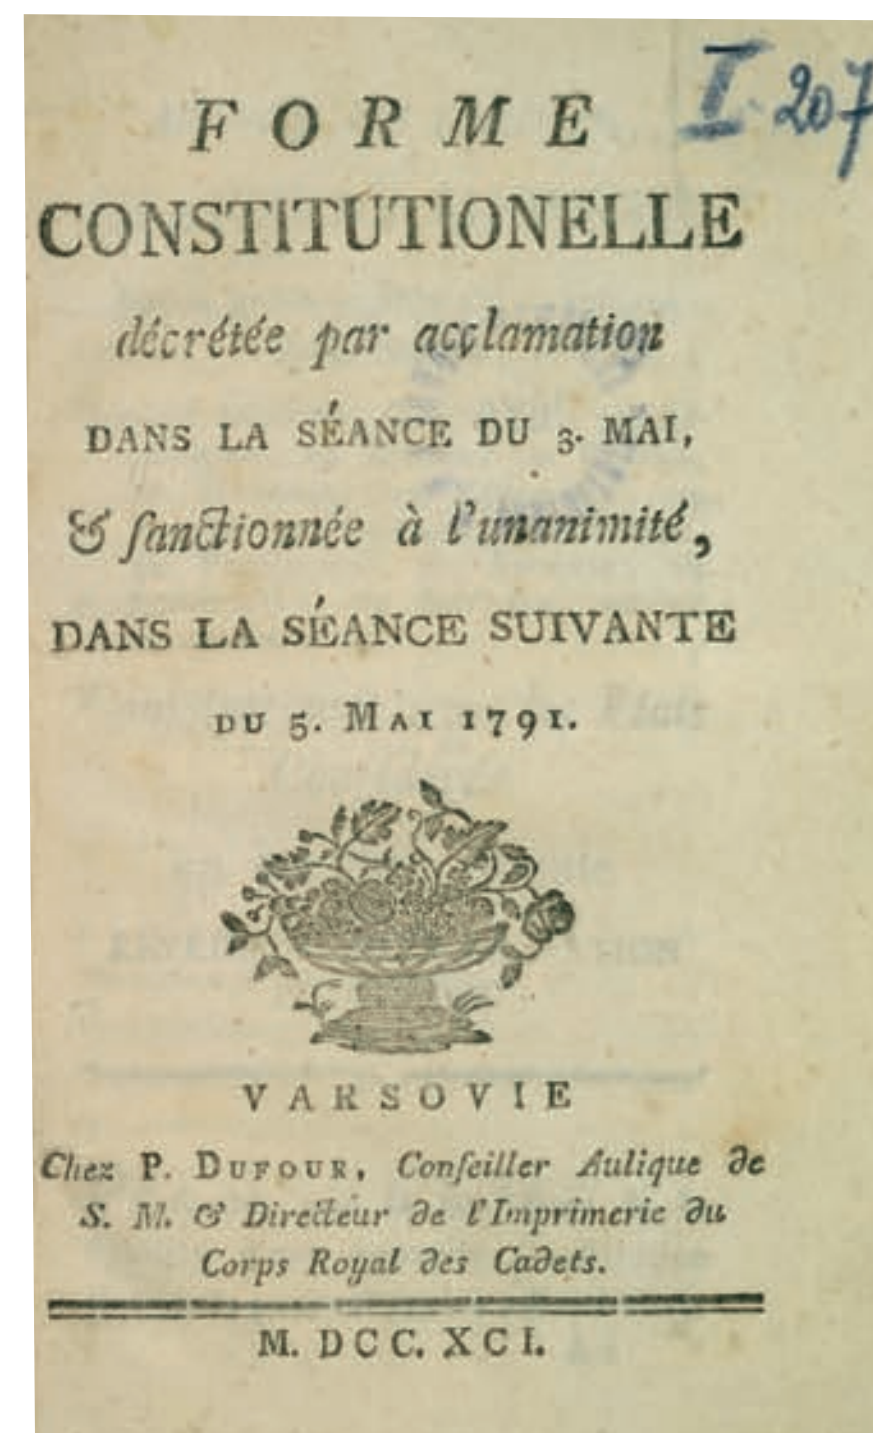 I. 207
FORME
CONSTITUTIONELLE
décrétée par acclamation
DANS LA SÉANCE DU 3. MAI,
& ſanctionnée à l'unanimité,
DANS LA SÉANCE SUIVANTE
DU 5. MAI 1791.
VARSOVIE
Chez P. DUFOUR, Conſeiller Aulique de
S. M. & Directeur de l'Imprimerie du
Corps Royal des Cadets.
M. DCC. XCI.